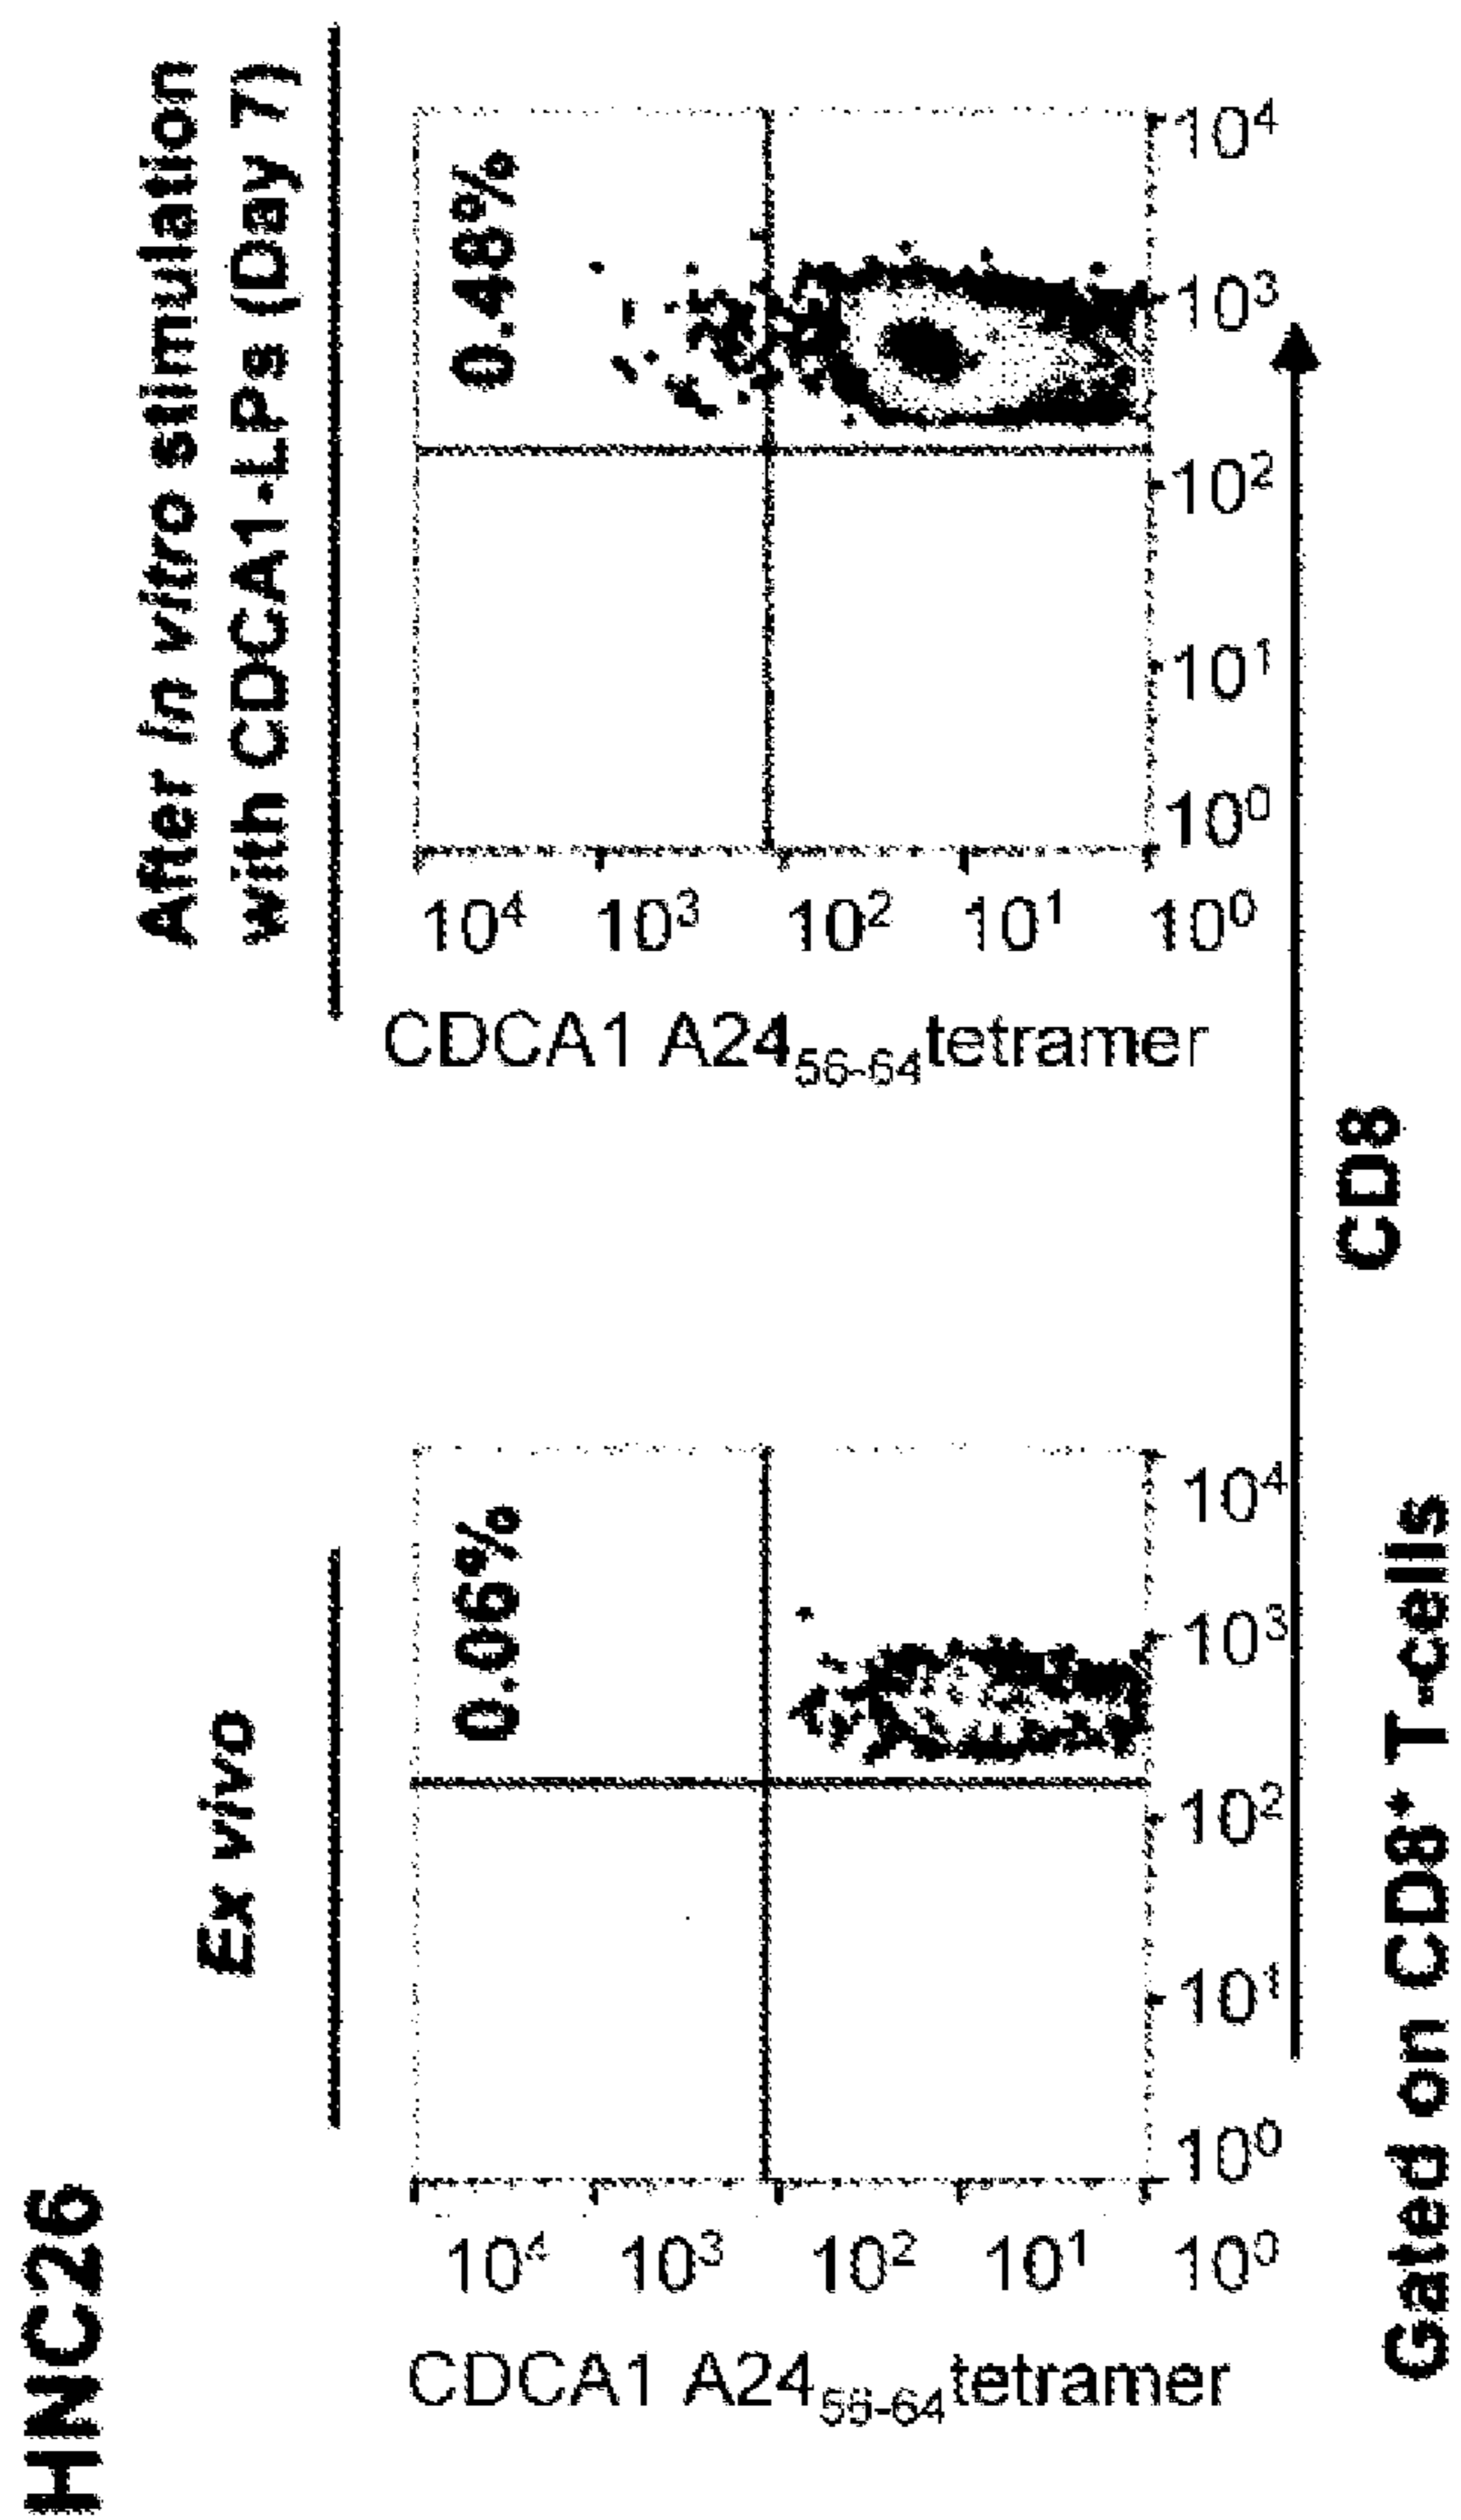 HNC26
Ex vivo
After in vitro stimulation
with CDCA1-LPs (Day 7)
0.06%
10⁴ 10³ 10² 10¹ 10⁰
10⁰ 10¹ 10² 10³ 10⁴
CDCA1 A24₅₆₋₆₄tetramer
0.48%
10⁴ 10³ 10² 10¹ 10⁰
10⁰ 10¹ 10² 10³ 10⁴
CDCA1 A24₅₆₋₆₄tetramer
CD8
Gated on CD8⁺ T-cells